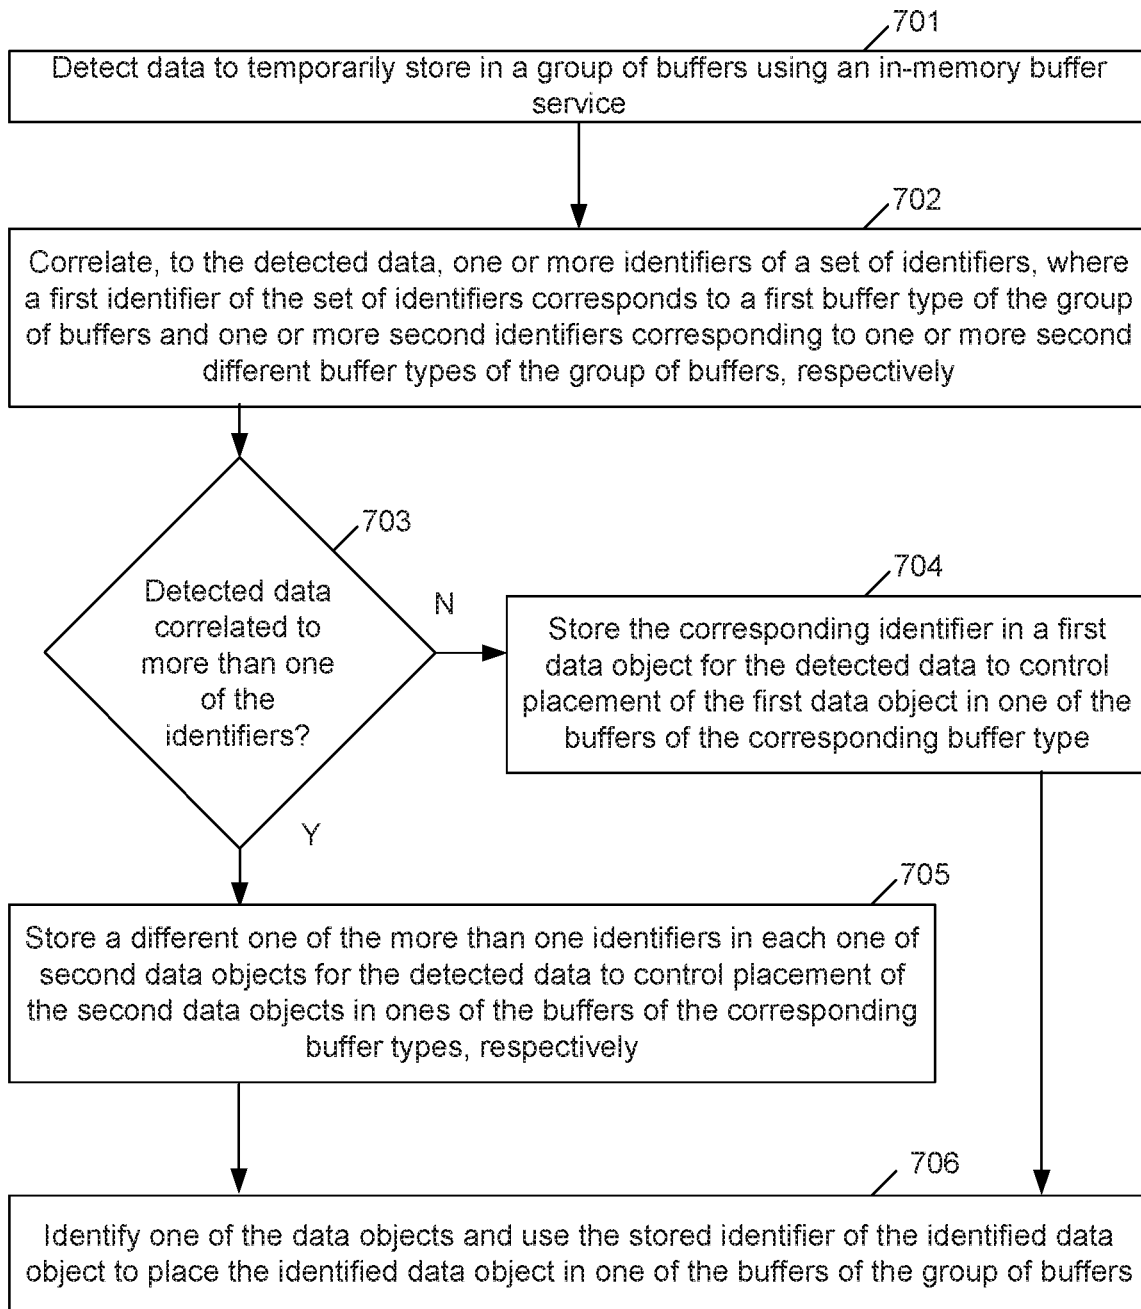 701
Detect data to temporarily store in a group of buffers using an in-memory buffer
service
702
Correlate, to the detected data, one or more identifiers of a set of identifiers, where
a first identifier of the set of identifiers corresponds to a first buffer type of the group
of buffers and one or more second identifiers corresponding to one or more second
different buffer types of the group of buffers, respectively
703
Detected data
correlated to
more than one
of the
identifiers?
N
Y
704
Store the corresponding identifier in a first
data object for the detected data to control
placement of the first data object in one of the
buffers of the corresponding buffer type
705
Store a different one of the more than one identifiers in each one of
second data objects for the detected data to control placement of
the second data objects in ones of the buffers of the corresponding
buffer types, respectively
706
Identify one of the data objects and use the stored identifier of the identified data
object to place the identified data object in one of the buffers of the group of buffers